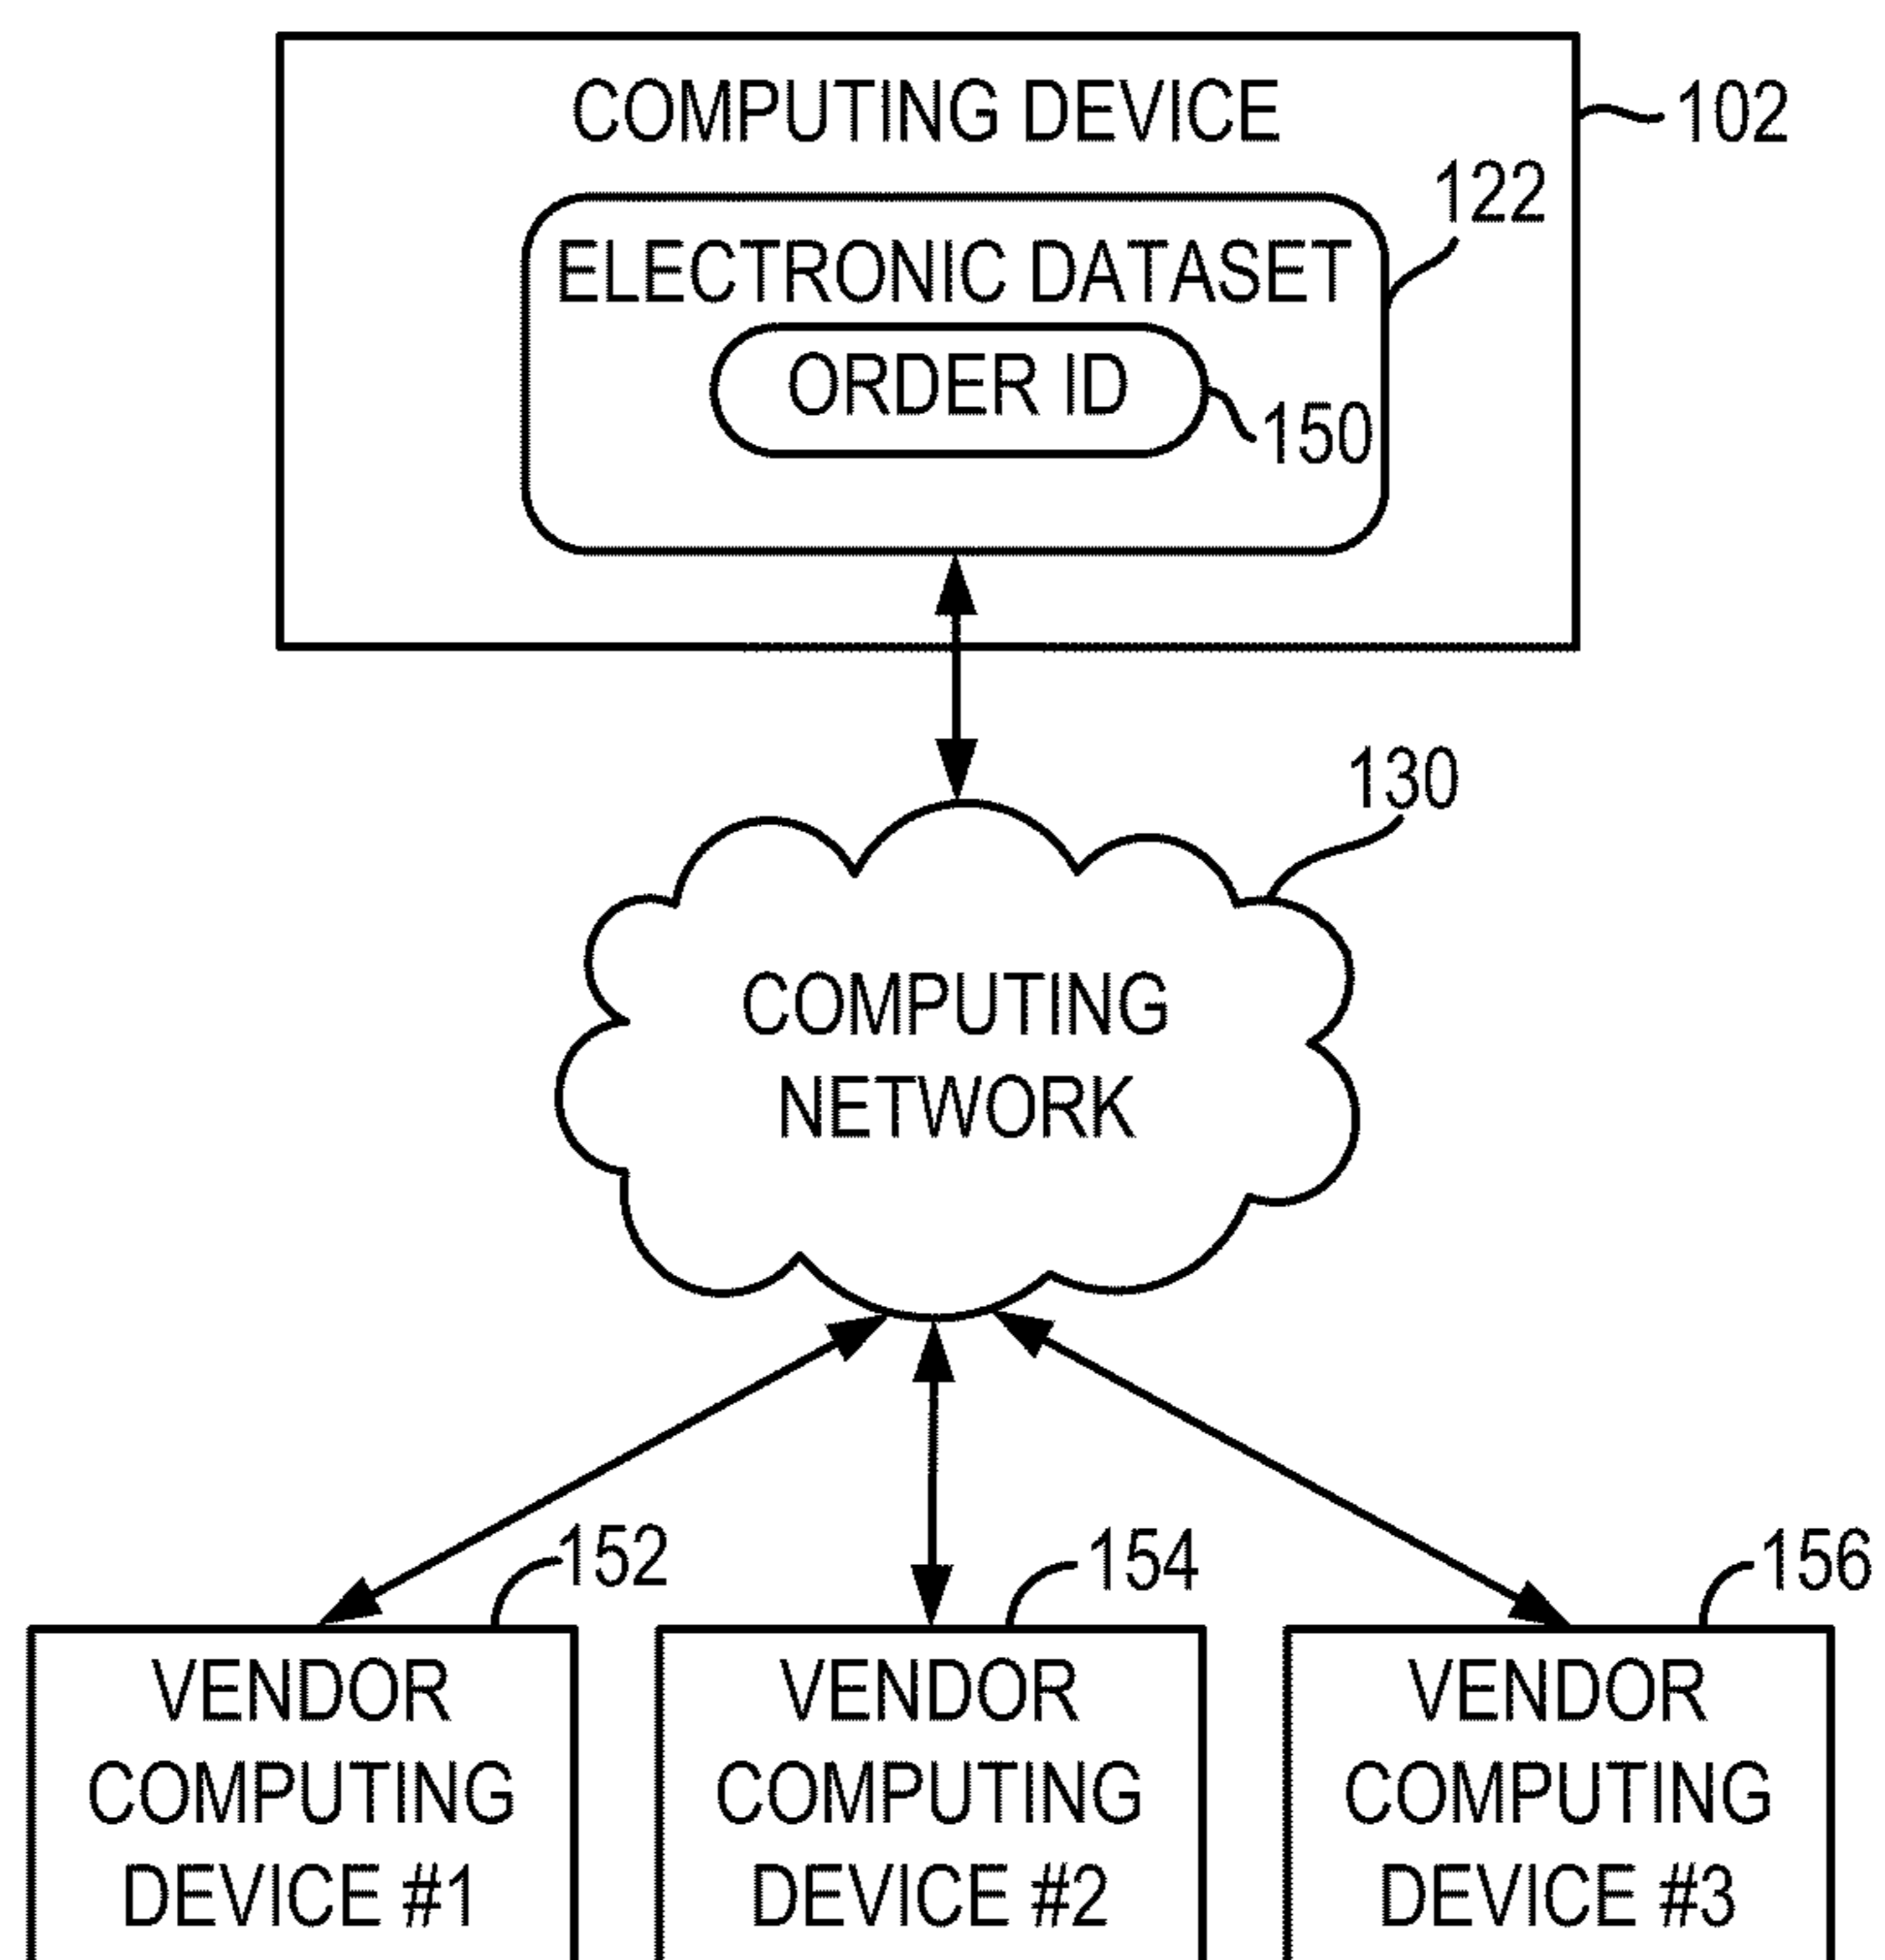 COMPUTING DEVICE
102
122
ELECTRONIC DATASET
ORDER ID
150
130
COMPUTING
NETWORK
152
154
156
VENDOR
COMPUTING
DEVICE #1
VENDOR
COMPUTING
DEVICE #2
VENDOR
COMPUTING
DEVICE #3